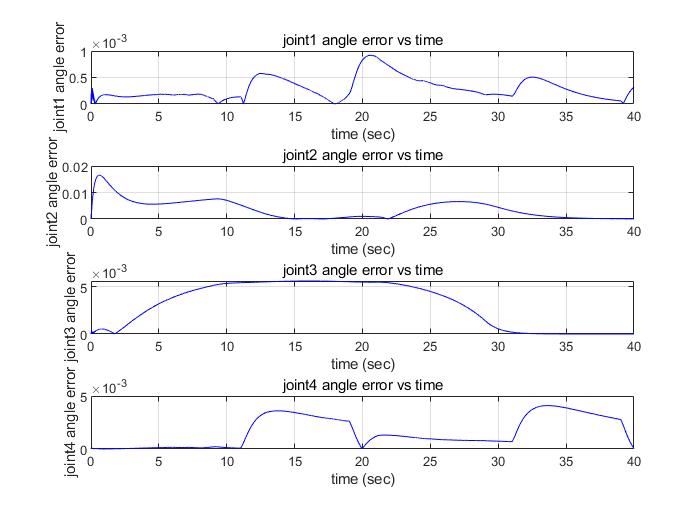 ×10⁻³
joint1 angle error vs time
joint1 angle error
1
0.5
0
0 5 10 15 20 25 30 35 40
time (sec)
joint2 angle error vs time
joint2 angle error
0.02
0.01
0
0 5 10 15 20 25 30 35 40
time (sec)
×10⁻³
joint3 angle error vs time
joint3 angle error
5
0
0 5 10 15 20 25 30 35 40
time (sec)
×10⁻³
joint4 angle error vs time
joint4 angle error
5
0
0 5 10 15 20 25 30 35 40
time (sec)